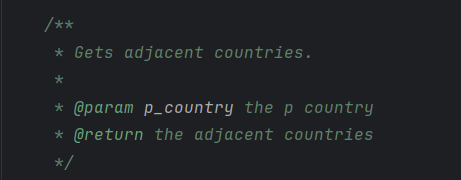 /**
* Gets adjacent countries.
*
* @param p_country the p country
* @return the adjacent countries
*/